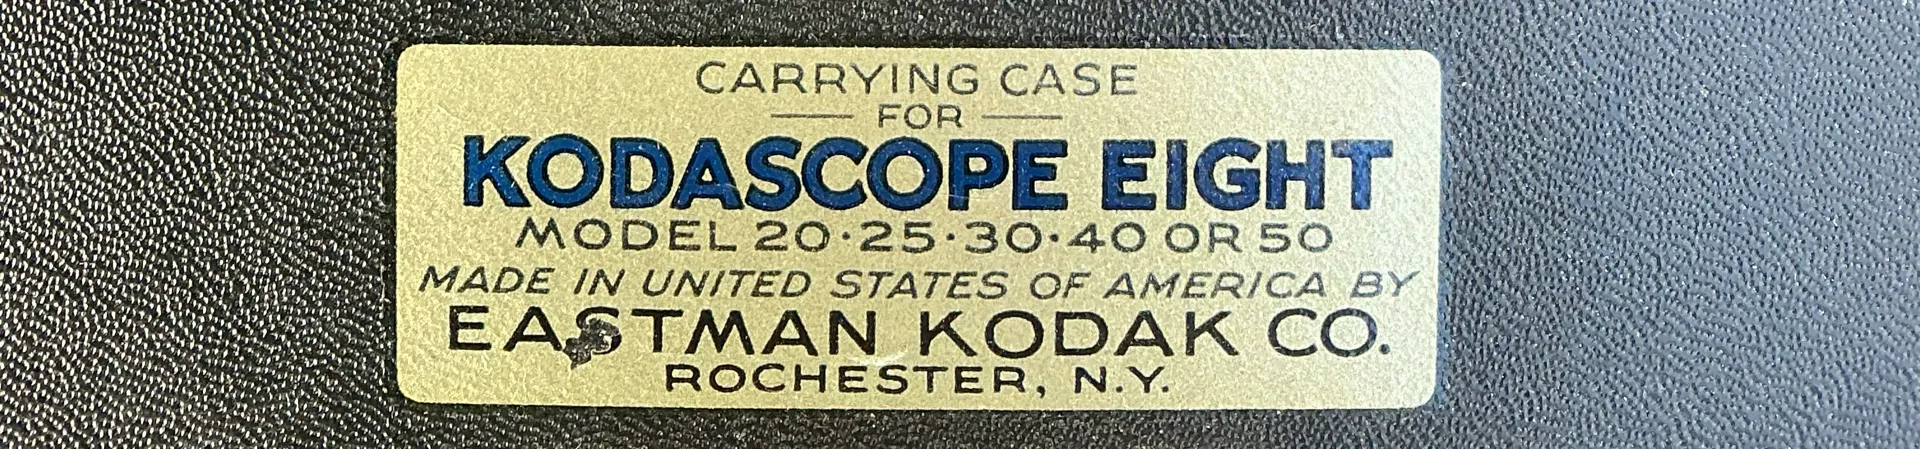 CARRYING CASE
FOR
KODASCOPE EIGHT
MODEL 20·25·30·40 OR 50
MADE IN UNITED STATES OF AMERICA BY
EASTMAN KODAK CO.
ROCHESTER, N.Y.